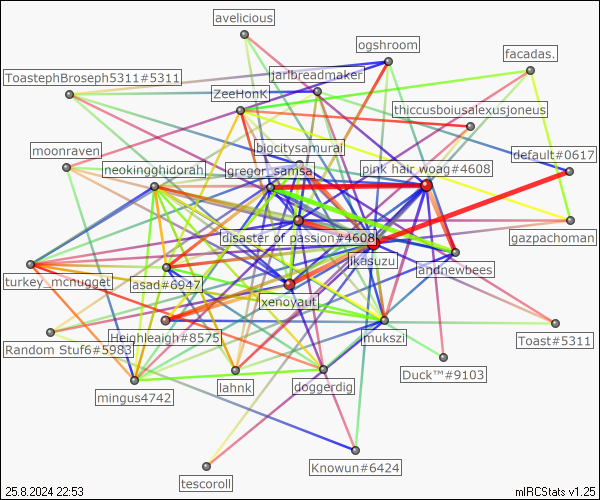 avelicious
ogshroom
facadas.
ToastephBroseph5311#5311
jarlbreadmaker
ZeeHonK
thiccusboiusalexusjoneus
moonraven
bigcitysamurai
default#0617
neokingghidorah
gregor_samsa
pink hair woag#4608
disaster of passion#4608
gazpachoman
ikasuzu
andnewbees
turkey_mcnugget
asad#6947
xenoyaut
Heighleaigh#8575
mukszi
Toast#5311
Random Stuf6#5983
Duck™#9103
mingus4742
lahnk
doggerdig
Knowun#6424
tescoroll
25.8.2024 22:53
mIRCStats v1.25